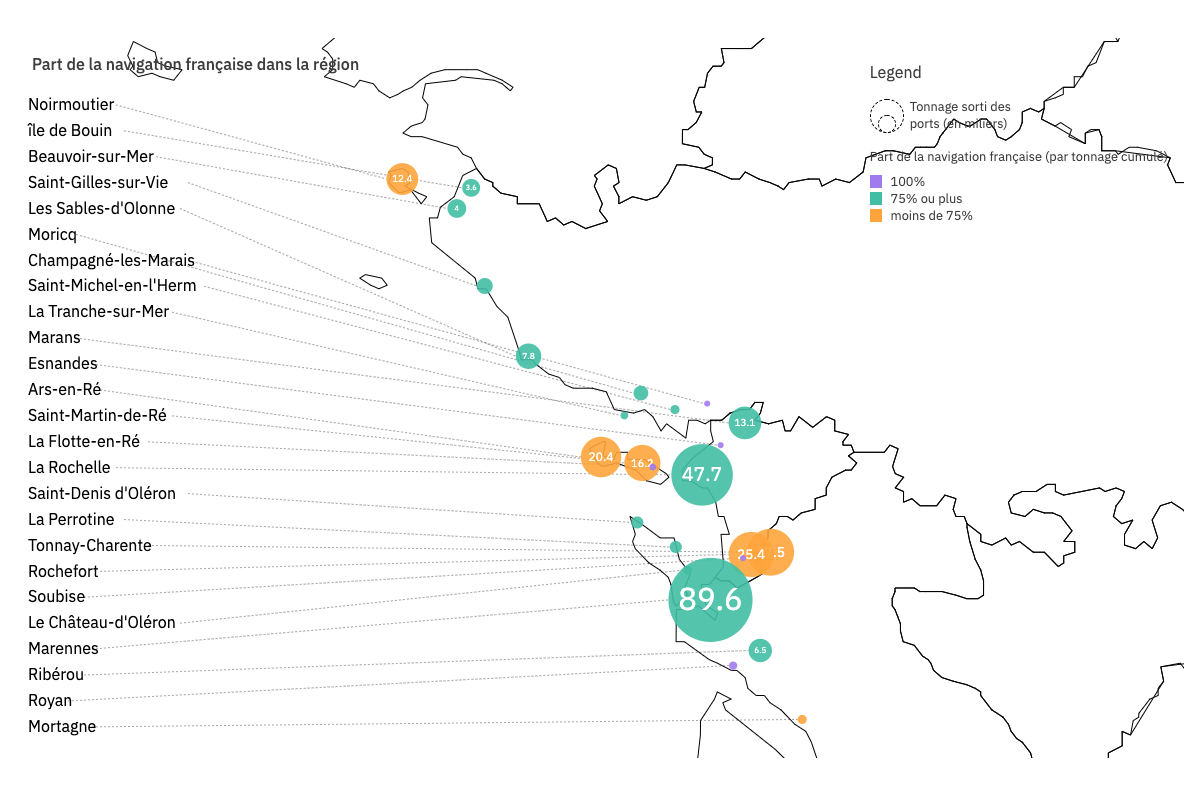 Part de la navigation française dans la région
Noirmoutier
île de Bouin
Beauvoir-sur-Mer
Saint-Gilles-sur-Vie
Les Sables-d'Olonne
Moricq
Champagné-les-Marais
Saint-Michel-en-l'Herm
La Tranche-sur-Mer
Marans
Esnandes
Ars-en-Ré
Saint-Martin-de-Ré
La Flotte-en-Ré
La Rochelle
Saint-Denis d'Oléron
La Perrotine
Tonnay-Charente
Rochefort
Soubise
Le Château-d'Oléron
Marennes
Ribérou
Royan
Mortagne
12.4
3.6
4
7.8
13.1
20.4
16.2
47.7
25.4
.5
89.6
6.5
Legend
Tonnage sorti des
ports (en miliers)
Part de la navigation française (par tonnage cumulé)
100%
75% ou plus
moins de 75%